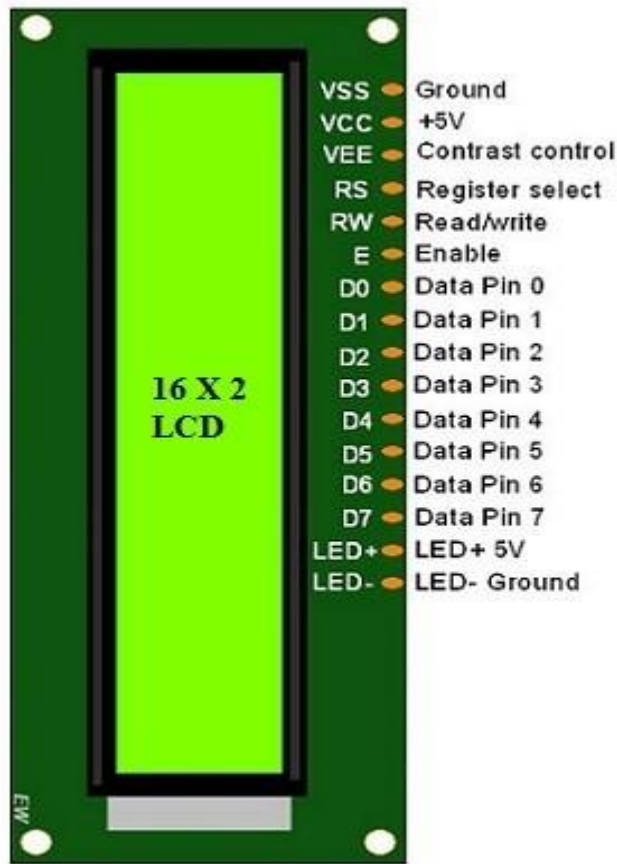 VSS Ground
VCC +5V
VEE Contrast control
RS Register select
RW Read/write
E Enable
D0 Data Pin 0
D1 Data Pin 1
D2 Data Pin 2
D3 Data Pin 3
D4 Data Pin 4
D5 Data Pin 5
D6 Data Pin 6
D7 Data Pin 7
LED+ LED+ 5V
LED- LED- Ground
16 X 2
LCD
EW